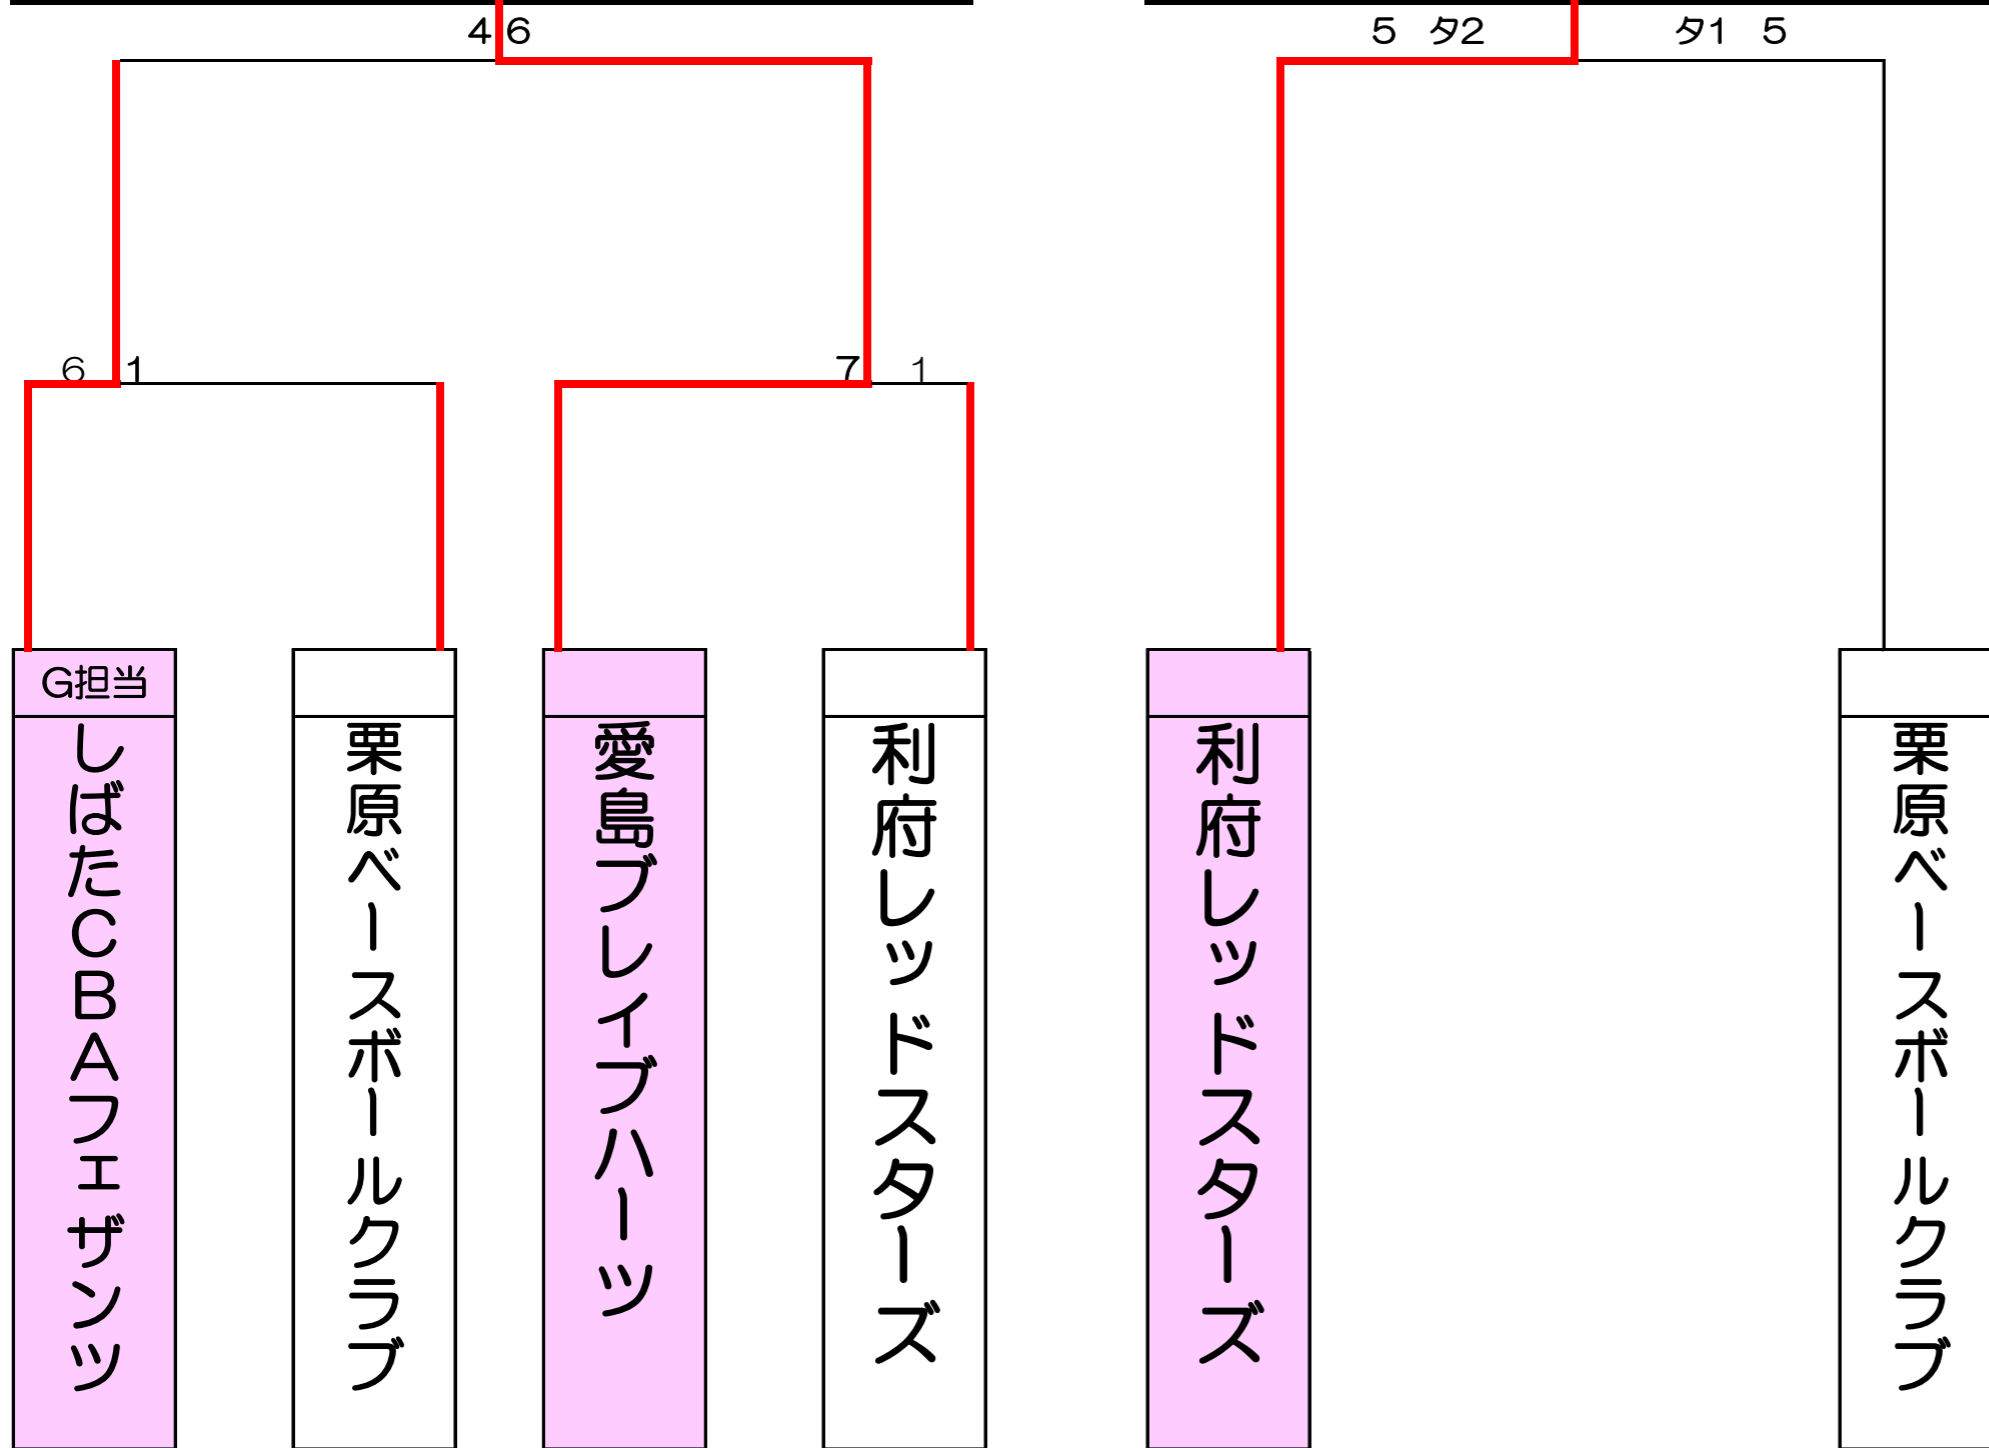 4 6
5 タ2 タ1 5
6 1
7 1
G担当
しばたCBAフェザンツ
栗原ベースボールクラブ
愛島ブレイブハーツ
利府レッドスターズ
利府レッドスターズ
栗原ベースボールクラブ